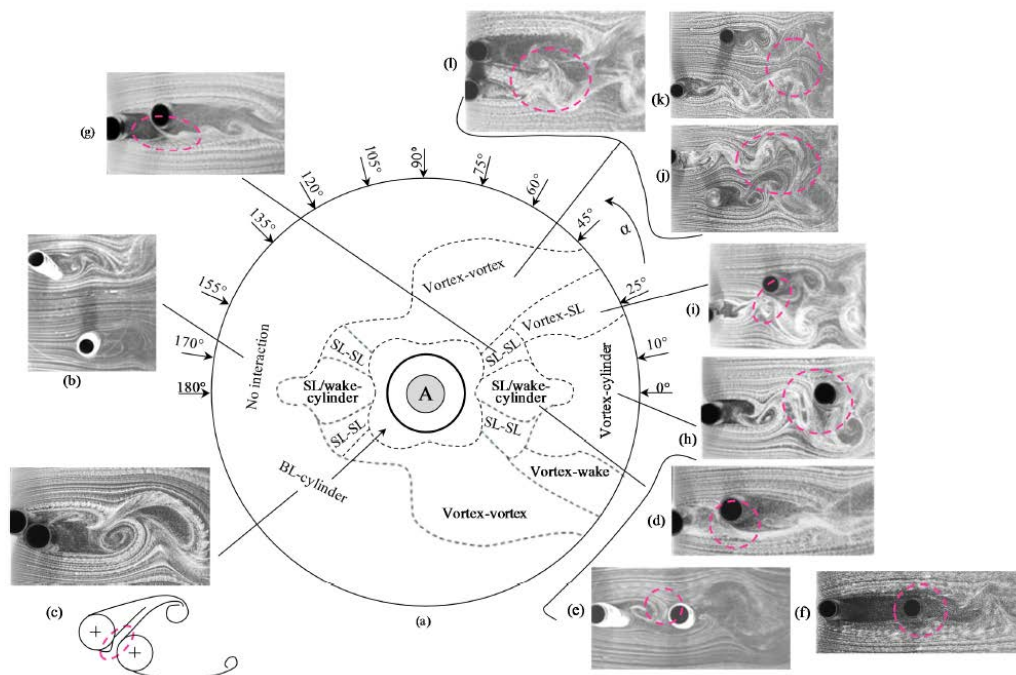 (l)
(k)
(g)
(j)
105°
90°
75°
120°
60°
135°
45°
α
155°
Vortex-vortex
25°
Vortex-SL
(i)
(b)
170°
No interaction
SL-SL
SL-SL
10°
180°
SL/wake-
cylinder
A
SL/wake-
cylinder
Vortex-cylinder
0°
(h)
SL-SL
SL-SL
BL-cylinder
Vortex-wake
Vortex-vortex
(d)
(c)
(a)
(e)
(f)